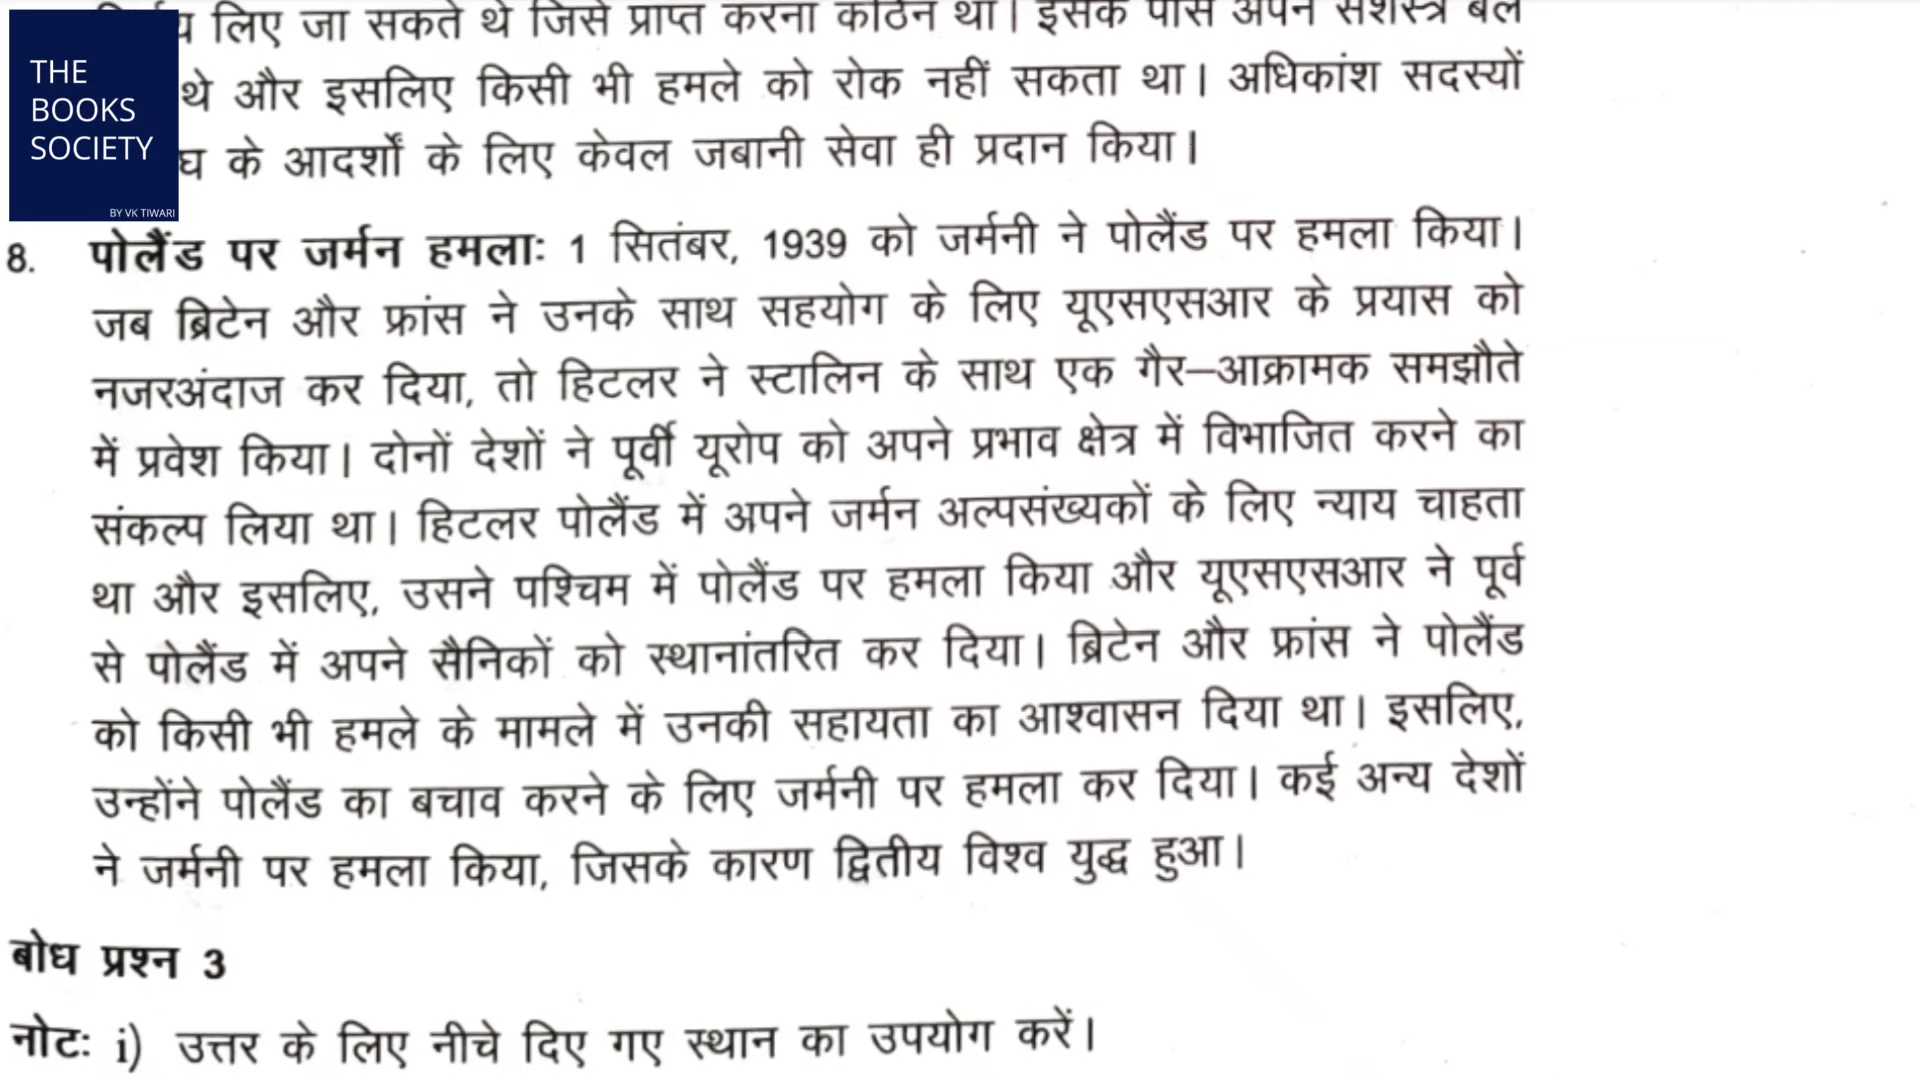 THE
BOOKS
SOCIETY
BY VK TIWARI
लिए जा सकते थे जिसे प्राप्त करना कठिन था। इसके पास अपने सशस्त्र बल
थे और इसलिए किसी भी हमले को रोक नहीं सकता था। अधिकांश सदस्यों
के आदर्शों के लिए केवल जबानी सेवा ही प्रदान किया।
8. पोलैंड पर जर्मन हमलाः 1 सितंबर, 1939 को जर्मनी ने पोलैंड पर हमला किया।
जब ब्रिटेन और फ्रांस ने उनके साथ सहयोग के लिए यूएसएसआर के प्रयास को
नजरअंदाज कर दिया, तो हिटलर ने स्टालिन के साथ एक गैर–आक्रामक समझौते
में प्रवेश किया। दोनों देशों ने पूर्वी यूरोप को अपने प्रभाव क्षेत्र में विभाजित करने का
संकल्प लिया था। हिटलर पोलैंड में अपने जर्मन अल्पसंख्यकों के लिए न्याय चाहता
था और इसलिए, उसने पश्चिम में पोलैंड पर हमला किया और यूएसएसआर ने पूर्व
से पोलैंड में अपने सैनिकों को स्थानांतरित कर दिया। ब्रिटेन और फ्रांस ने पोलैंड
को किसी भी हमले के मामले में उनकी सहायता का आश्वासन दिया था। इसलिए,
उन्होंने पोलैंड का बचाव करने के लिए जर्मनी पर हमला कर दिया। कई अन्य देशों
ने जर्मनी पर हमला किया, जिसके कारण द्वितीय विश्व युद्ध हुआ।
बोध प्रश्न 3
नोटः i) उत्तर के लिए नीचे दिए गए स्थान का उपयोग करें।